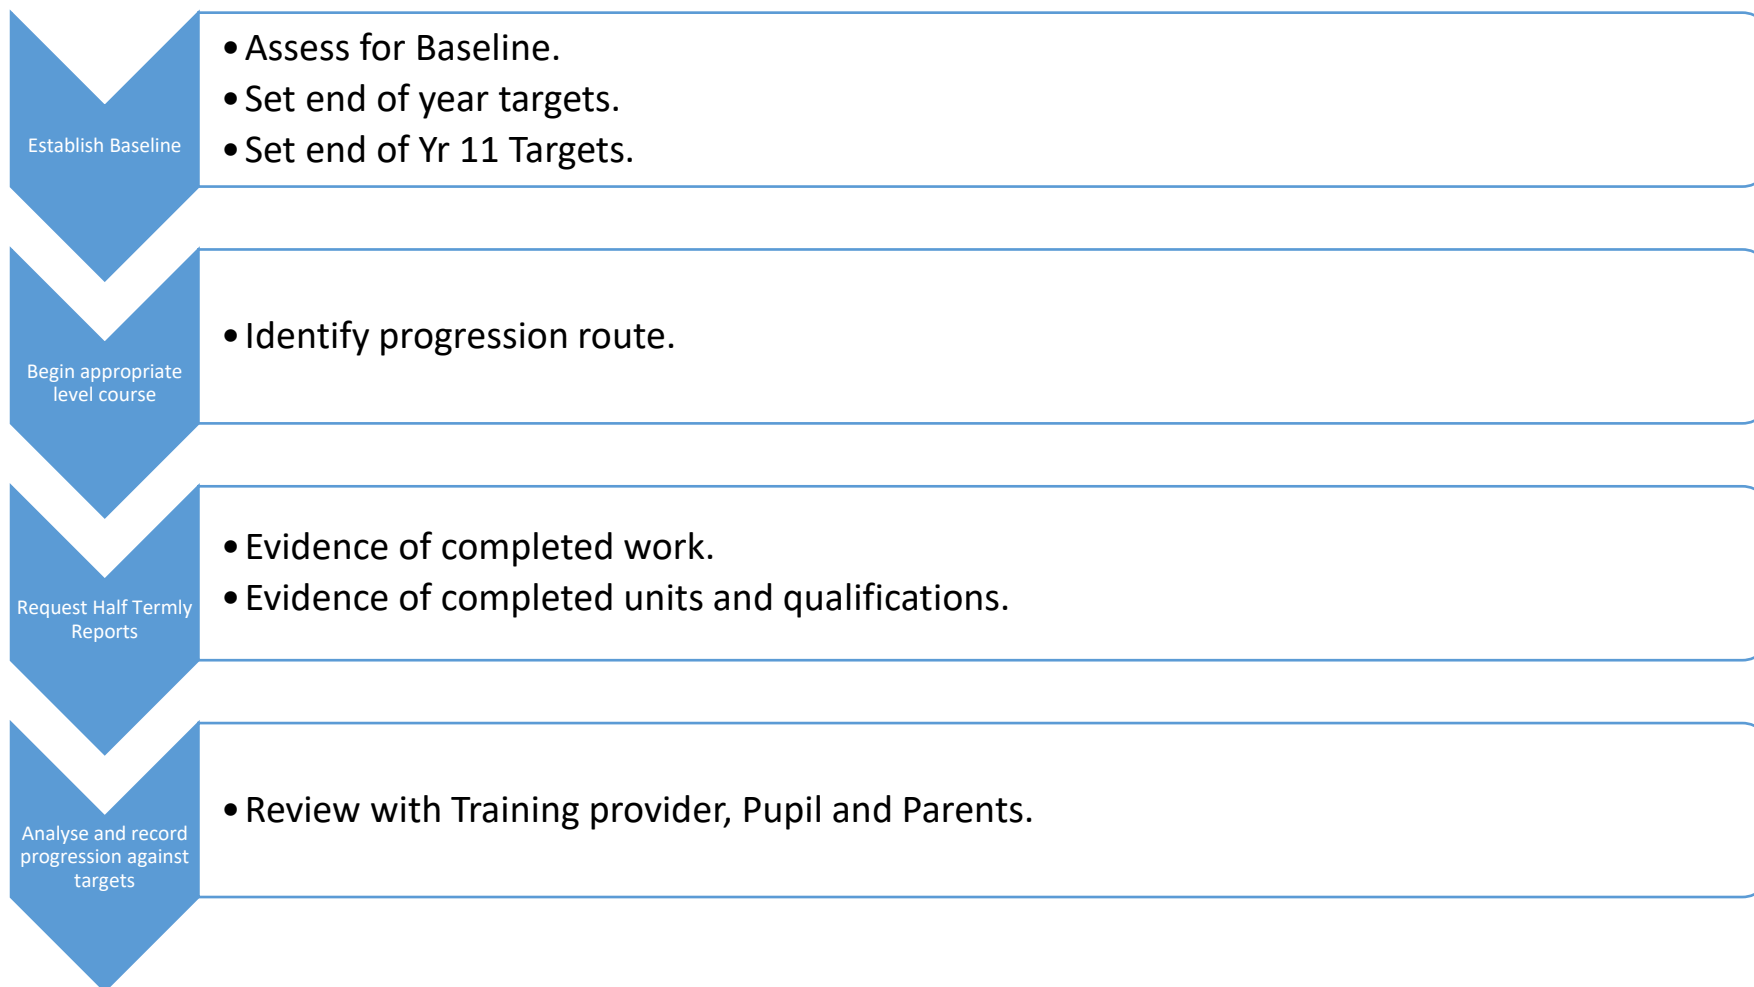 Establish Baseline
•Assess for Baseline.
•Set end of year targets.
•Set end of Yr 11 Targets.
Begin appropriate
level course
•Identify progression route.
Request Half Termly
Reports
•Evidence of completed work.
•Evidence of completed units and qualifications.
Analyse and record
progression against
targets
•Review with Training provider, Pupil and Parents.